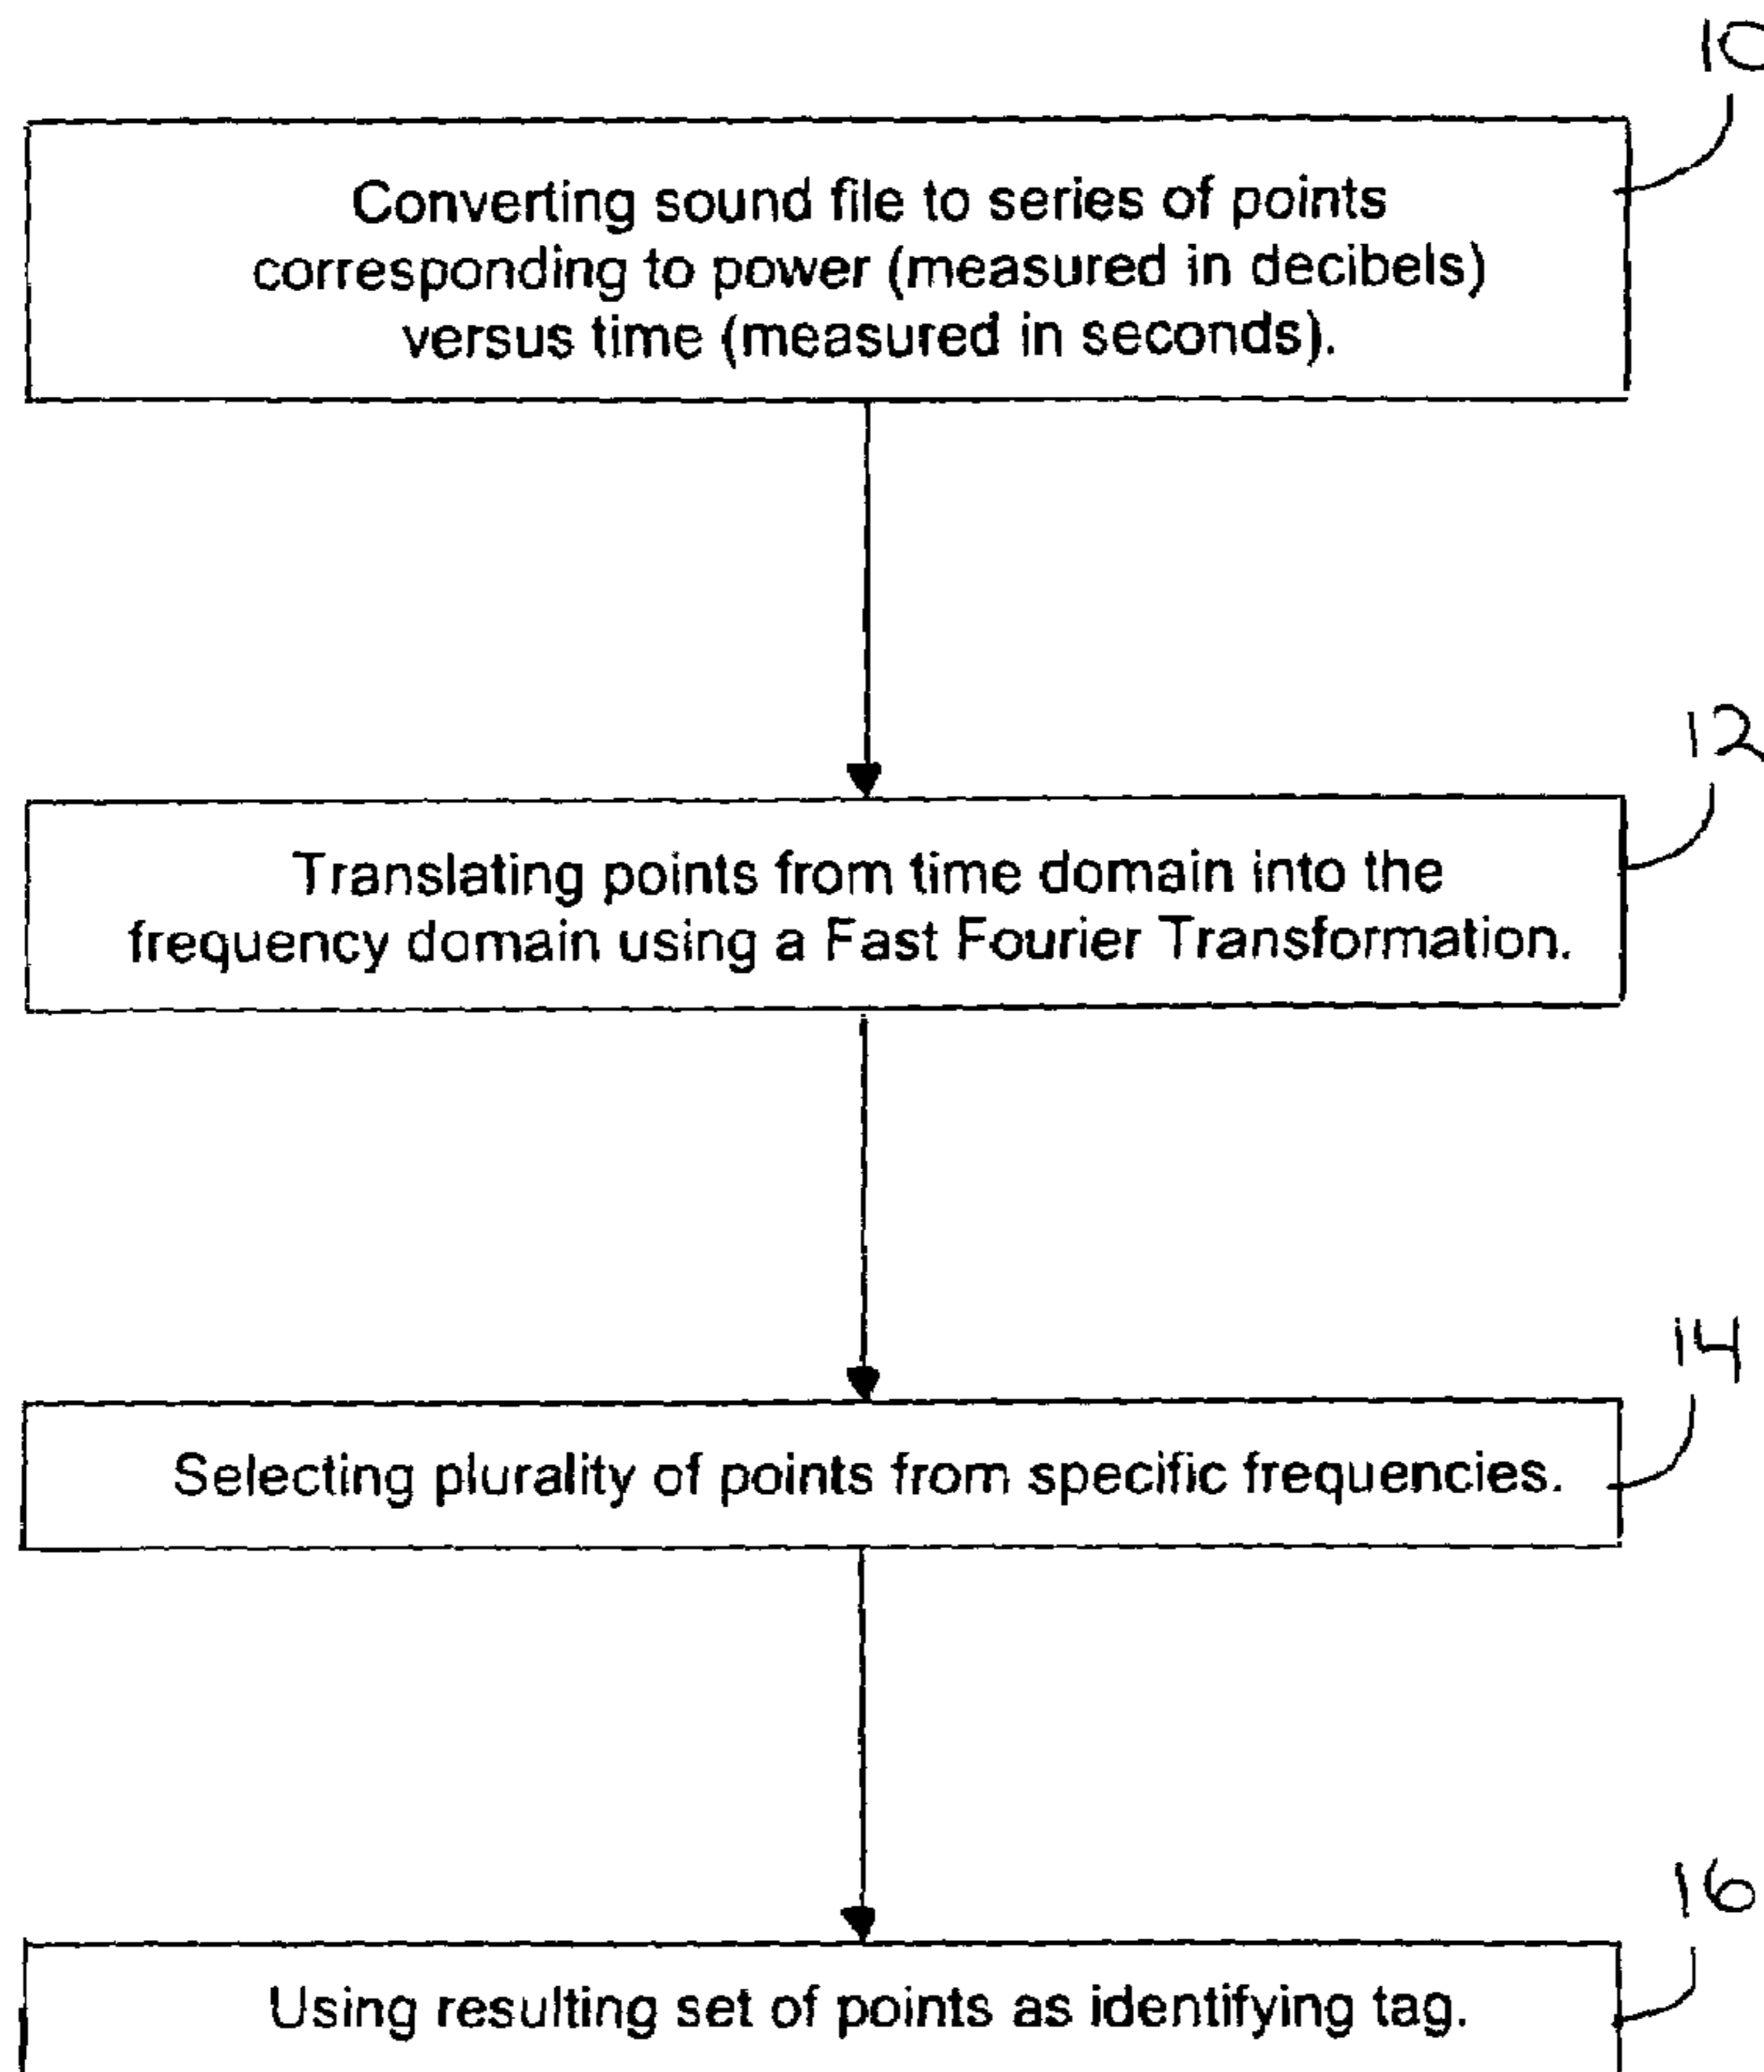 10
Converting sound file to series of points
corresponding to power (measured in decibels)
versus time (measured in seconds).
12
Translating points from time domain into the
frequency domain using a Fast Fourier Transformation.
14
Selecting plurality of points from specific frequencies.
16
Using resulting set of points as identifying tag.